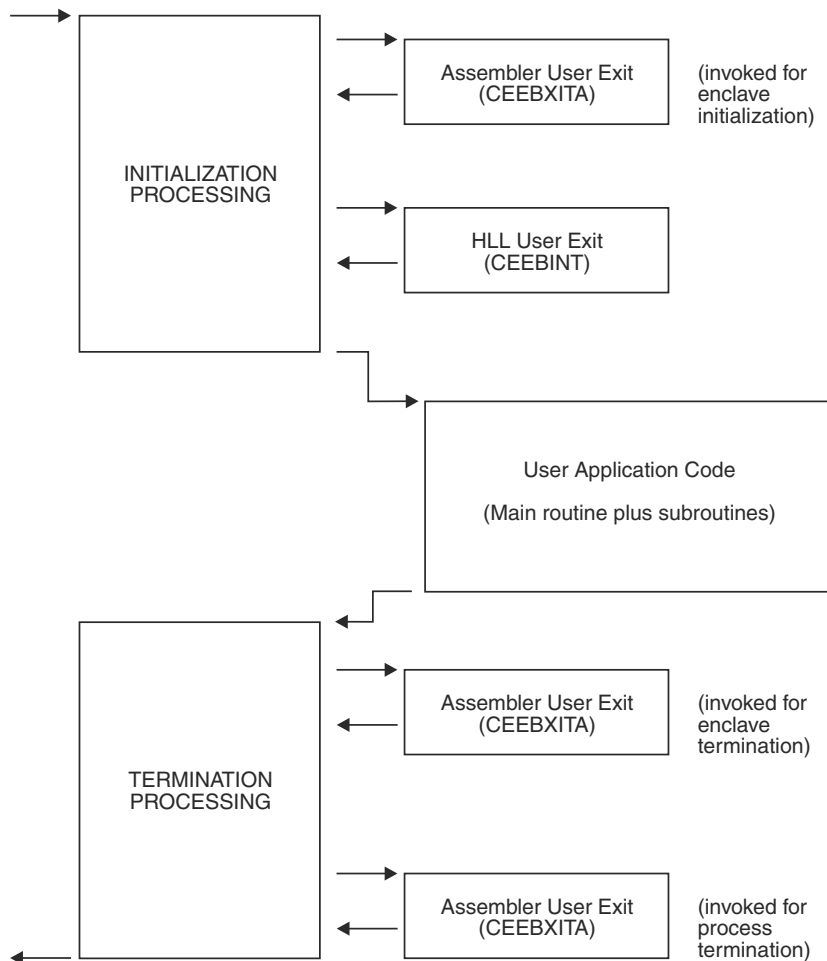 Assembler User Exit
(CEEBXITA)
(invoked for
enclave
initialization)
INITIALIZATION
PROCESSING
HLL User Exit
(CEEBINT)
User Application Code
(Main routine plus subroutines)
Assembler User Exit
(CEEBXITA)
(invoked for
enclave
termination)
TERMINATION
PROCESSING
Assembler User Exit
(CEEBXITA)
(invoked for
process
termination)